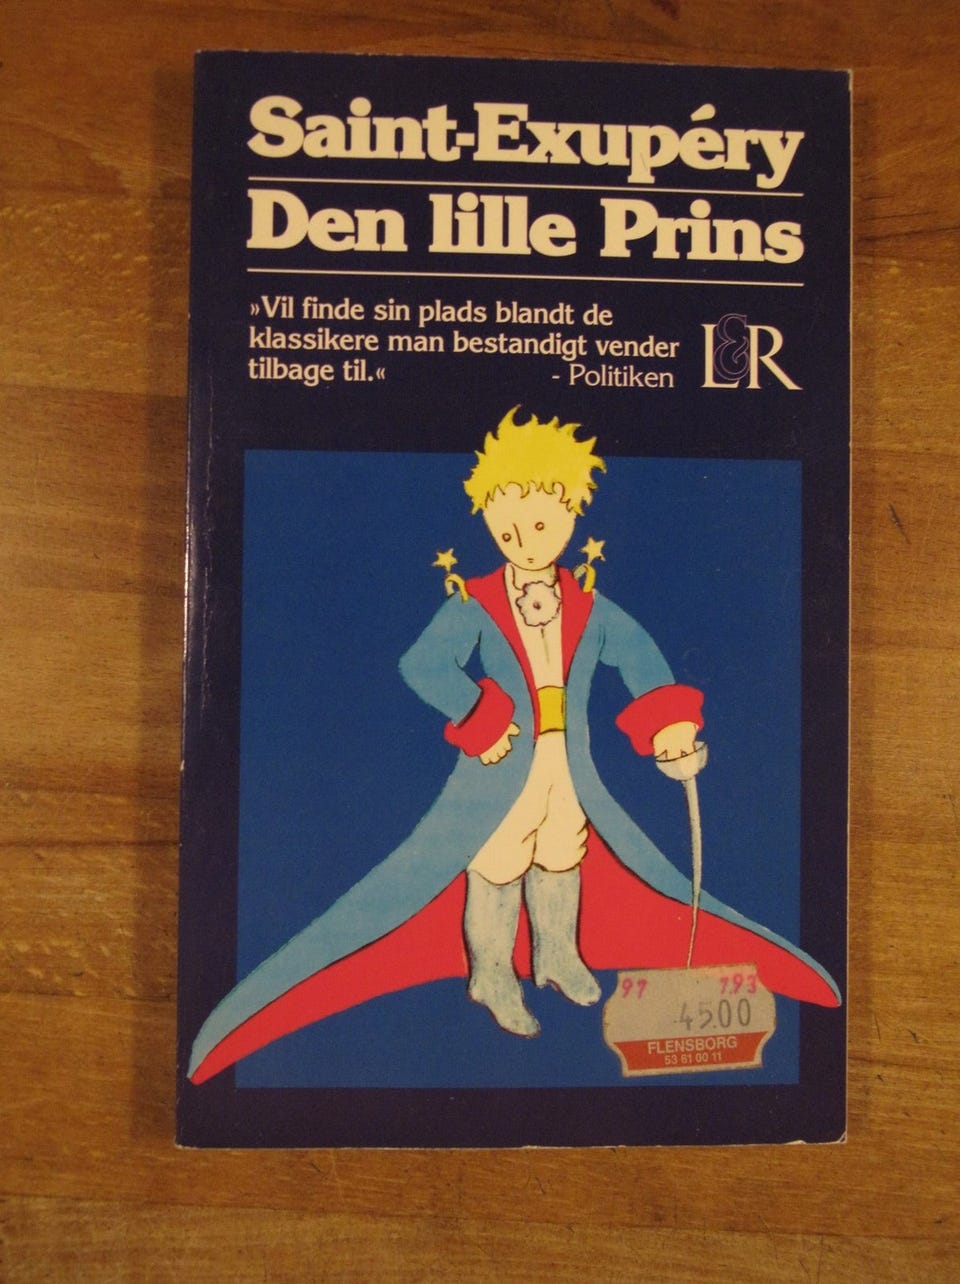 Saint-Exupéry
Den lille Prins
»Vil finde sin plads blandt de
klassikere man bestandigt vender
tilbage til.«
- Politiken
L&R
97 7.93
45.00
FLENSBORG
53 61 00 11